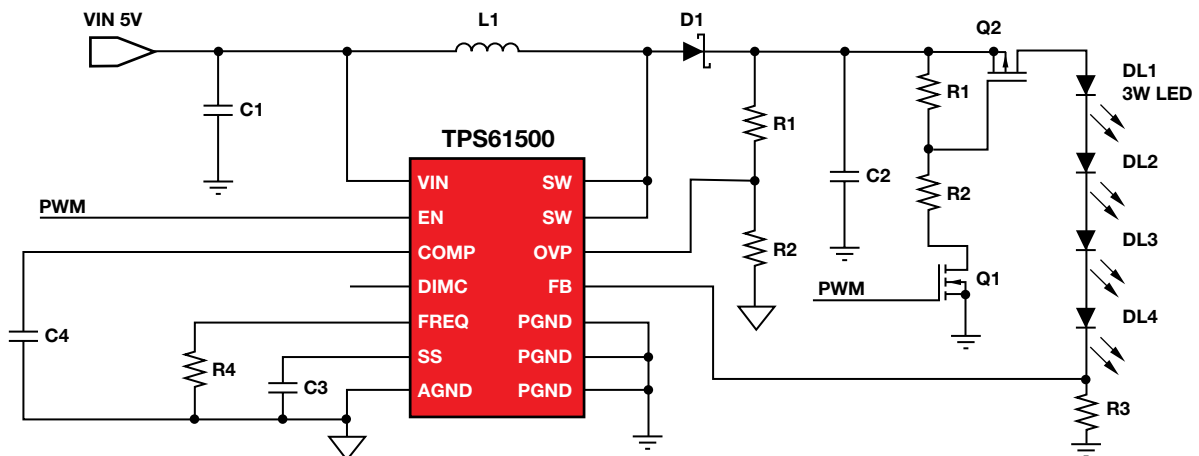 VIN 5V
L1
D1
Q2
C1
R1
C2
R1
DL1
3W LED
TPS61500
VIN
SW
PWM
EN
SW
R2
DL2
COMP
OVP
R2
DL3
DIMC
FB
PWM
Q1
C4
FREQ
PGND
DL4
R4
C3
SS
PGND
AGND
PGND
R3